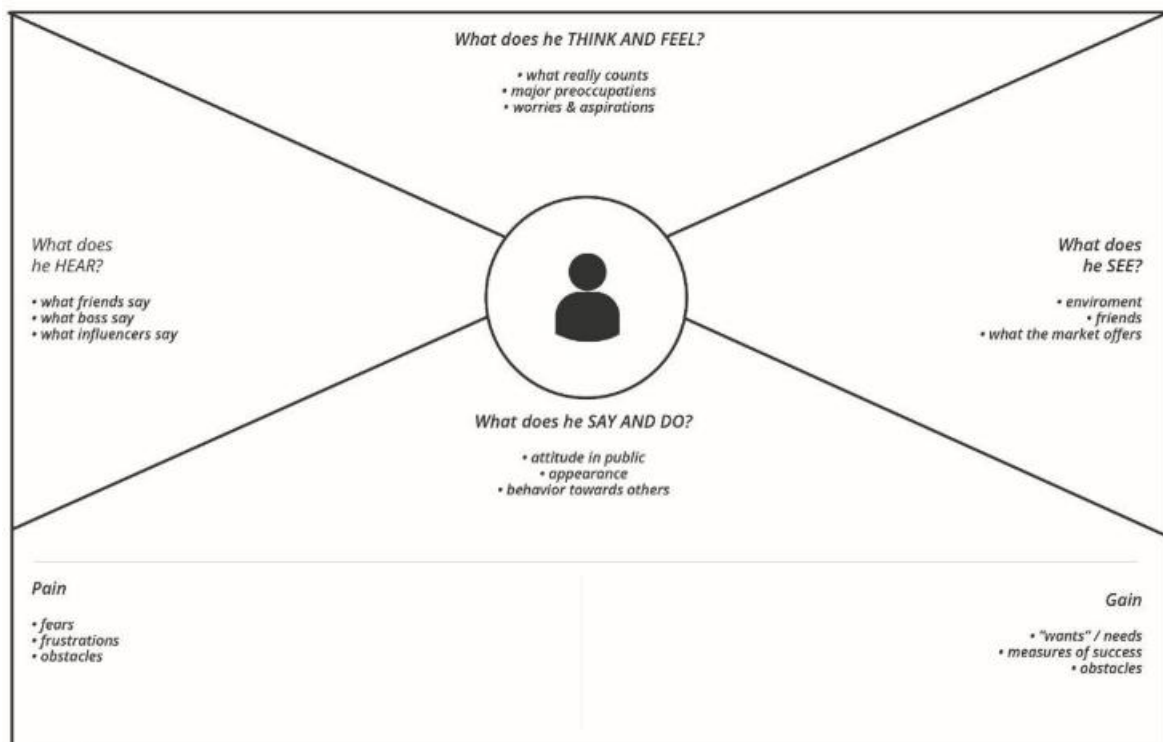 What does he THINK AND FEEL?
• what really counts
• major preoccupatiens
• worries & aspirations
What does
he HEAR?
• what friends say
• what boss say
• what influencers say
What does
he SEE?
• enviroment
• friends
• what the market offers
What does he SAY AND DO?
• attitude in public
• appearance
• behavior towards others
Pain
• fears
• frustrations
• obstacles
Gain
• "wants" / needs
• measures of success
• obstacles